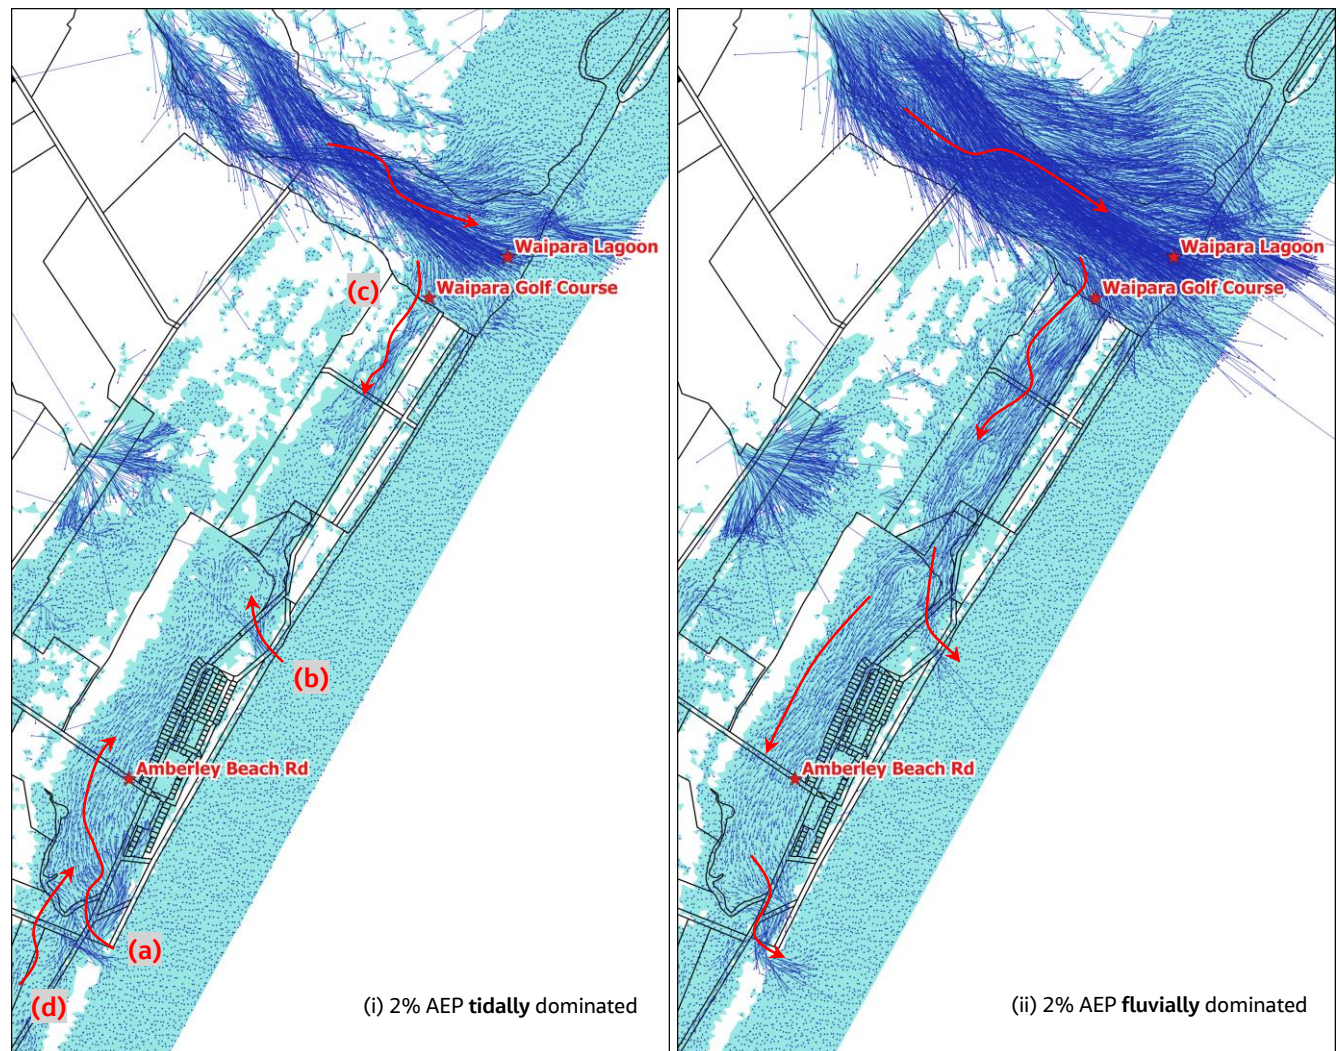 Waipara Lagoon
(c)
Waipara Golf Course
(b)
Amberley Beach Rd
(a)
(d)
(i) 2% AEP tidally dominated
Waipara Lagoon
Waipara Golf Course
Amberley Beach Rd
(ii) 2% AEP fluvially dominated